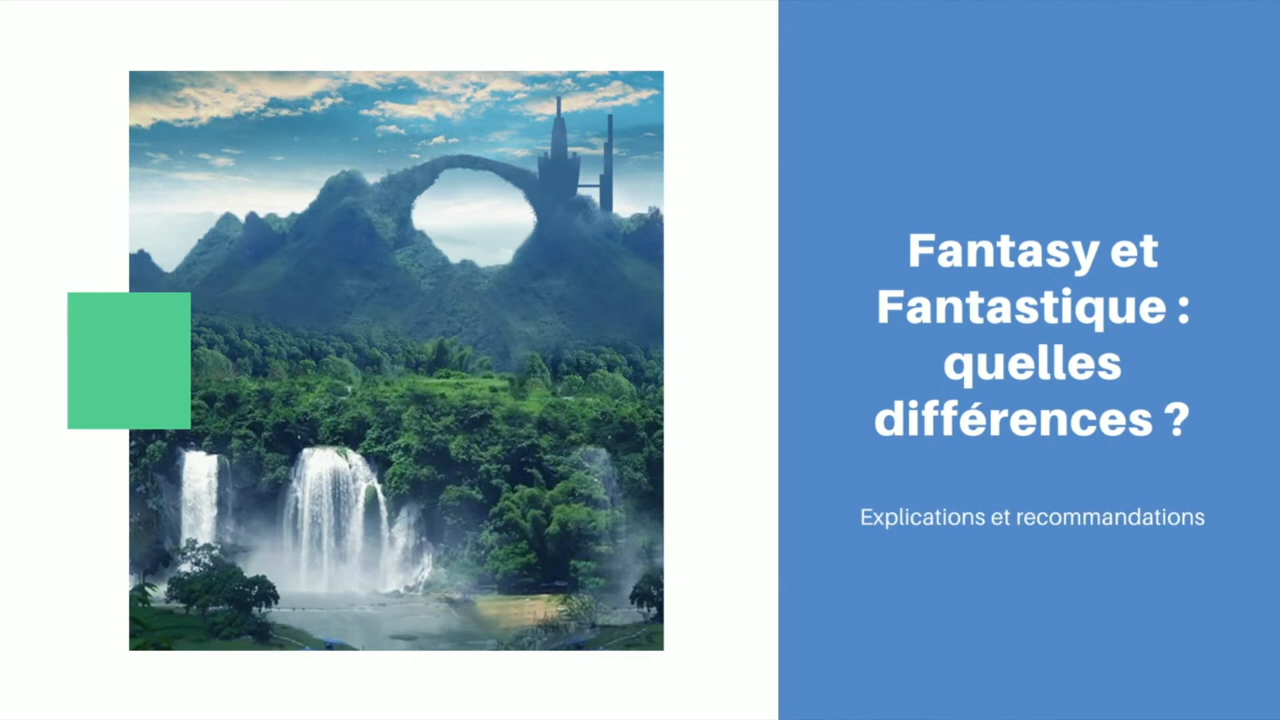 Fantasy et
Fantastique :
quelles
différences ?
Explications et recommandations